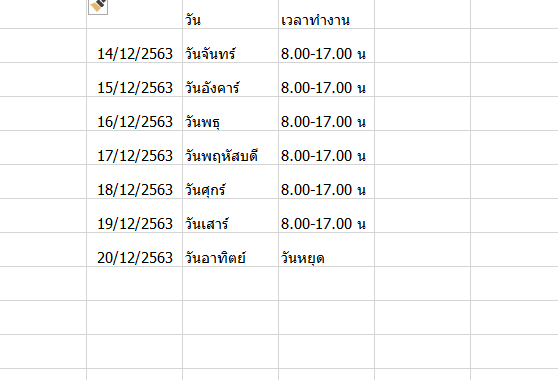 วัน เวลาทำงาน
14/12/2563 วันจันทร์ 8.00-17.00 น
15/12/2563 วันอังคาร์ 8.00-17.00 น
16/12/2563 วันพธุ 8.00-17.00 น
17/12/2563 วันพฤหัสบดี 8.00-17.00 น
18/12/2563 วันศุกร์ 8.00-17.00 น
19/12/2563 วันเสาร์ 8.00-17.00 น
20/12/2563 วันอาทิตย์ วันหยุด